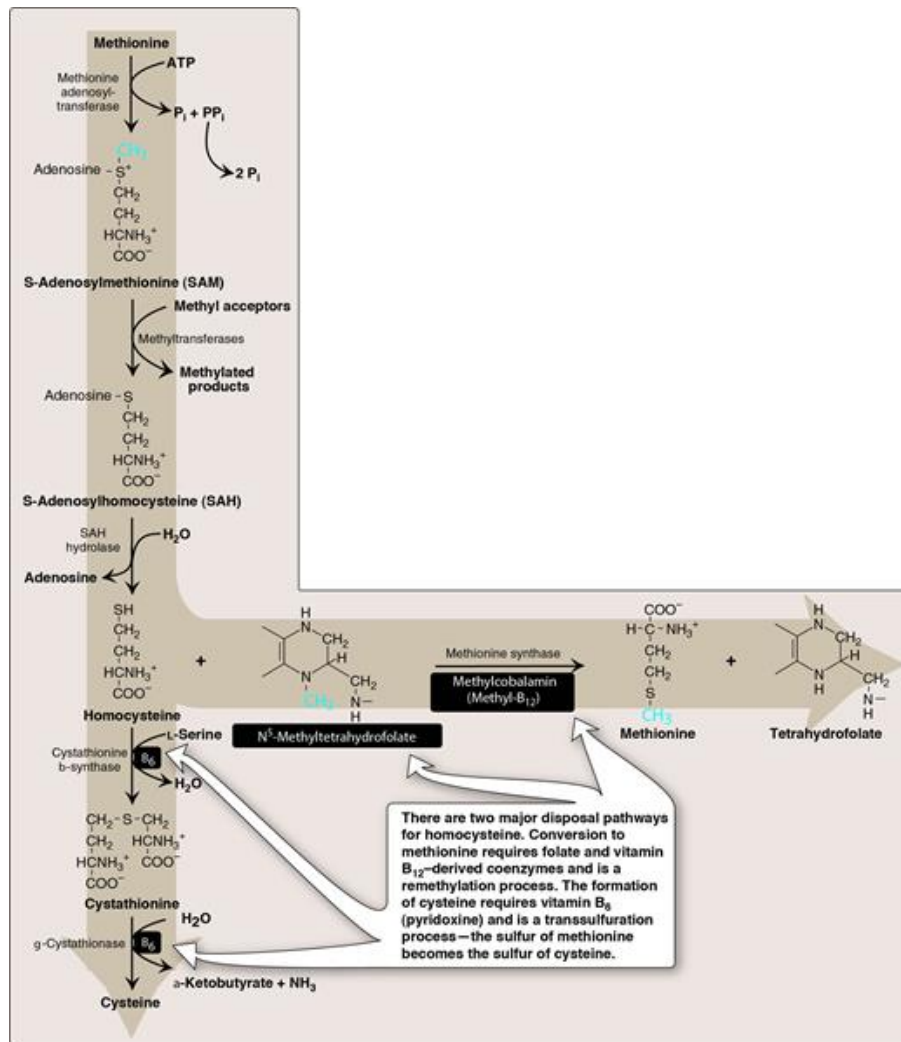 Methionine
ATP
Methionine
adenosyl-
transferase
Pi + PPi
2 Pi
CH3
Adenosine - S+
CH2
CH2
HCNH3+
COO−
S-Adenosylmethionine (SAM)
Methyl acceptors
Methyltransferases
Methylated
products
Adenosine - S
CH2
CH2
HCNH3+
COO−
S-Adenosylhomocysteine (SAH)
SAH
hydrolase
H2O
Adenosine
SH
CH2
CH2
HCNH3+
COO−
Homocysteine
+
H
N
CH2
H
N
CH2
CH3
N–
H
N5-Methyltetrahydrofolate
Methionine synthase
Methylcobalamin
(Methyl-B12)
COO−
H-C-NH3+
CH2
CH2
S
CH3
Methionine
+
H
N
CH2
H
N
H
CH2
N–
H
Tetrahydrofolate
L-Serine
Cystathionine
b-synthase
B6
H2O
CH2-S-CH2
CH2 HCNH3+
HCNH3+ COO−
COO−
Cystathionine
H2O
g-Cystathionase
B6
a-Ketobutyrate + NH3
Cysteine
There are two major disposal pathways
for homocysteine. Conversion to
methionine requires folate and vitamin
B12–derived coenzymes and is a
remethylation process. The formation
of cysteine requires vitamin B6
(pyridoxine) and is a transsulfuration
process—the sulfur of methionine
becomes the sulfur of cysteine.